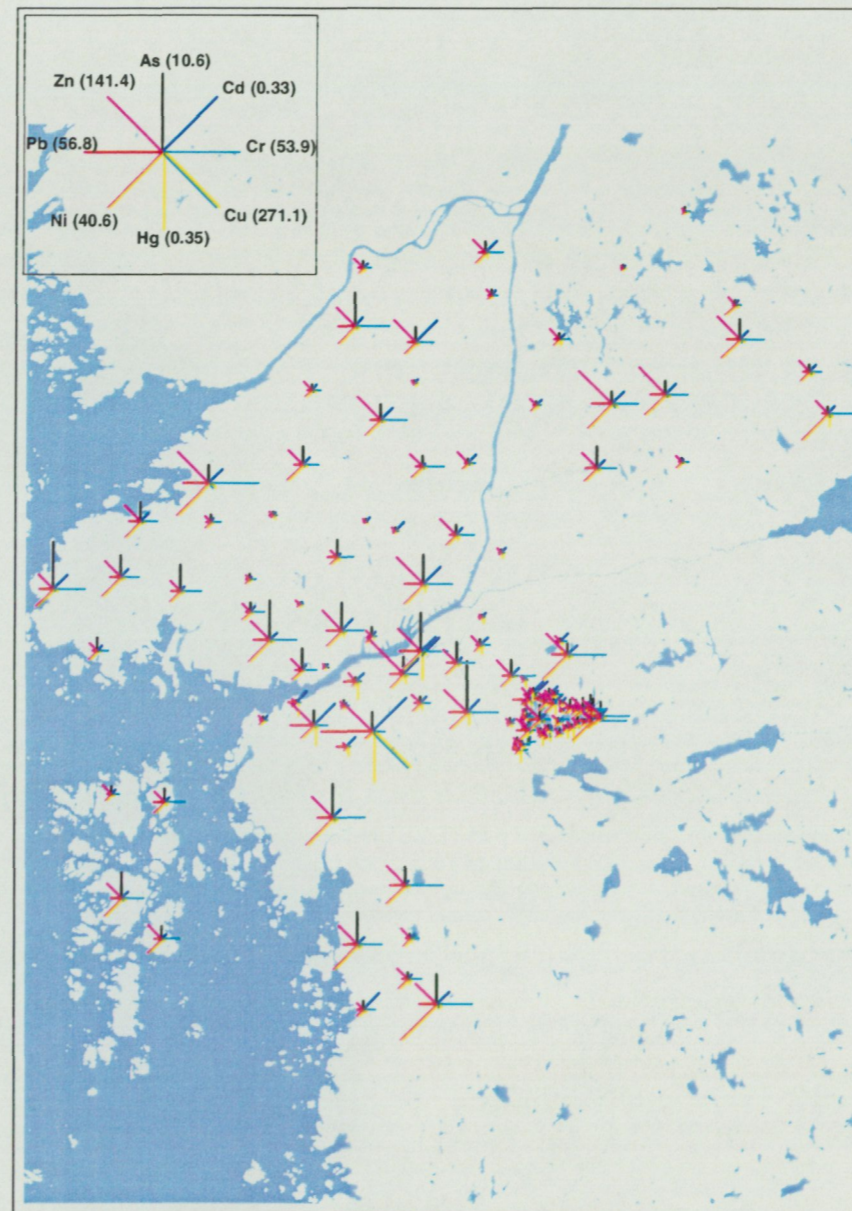 As (10.6)
Zn (141.4)
Cd (0.33)
Pb (56.8)
Cr (53.9)
Ni (40.6)
Cu (271.1)
Hg (0.35)